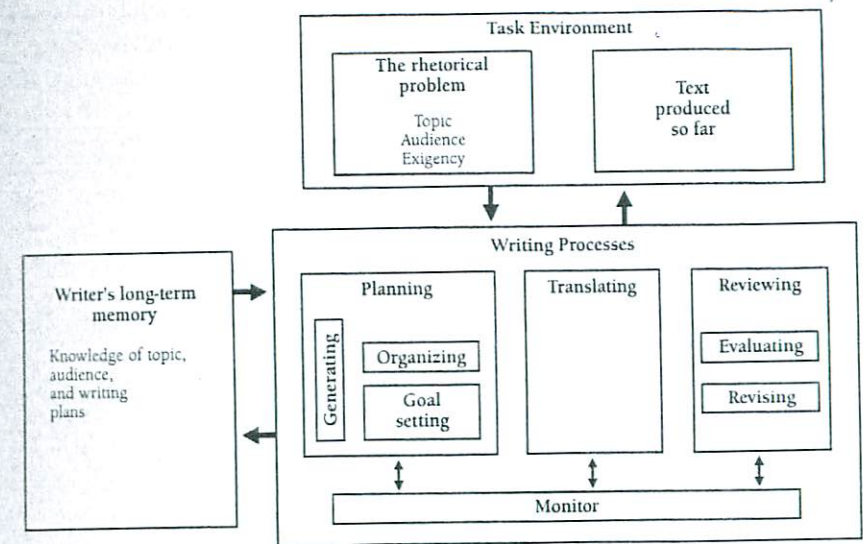 Task Environment
The rhetorical
problem
Topic
Audience
Exigency
Text
produced
so far
Writer's long-term
memory
Knowledge of topic,
audience,
and writing
plans
Writing Processes
Planning
Generating
Organizing
Goal
setting
Translating
Reviewing
Evaluating
Revising
Monitor